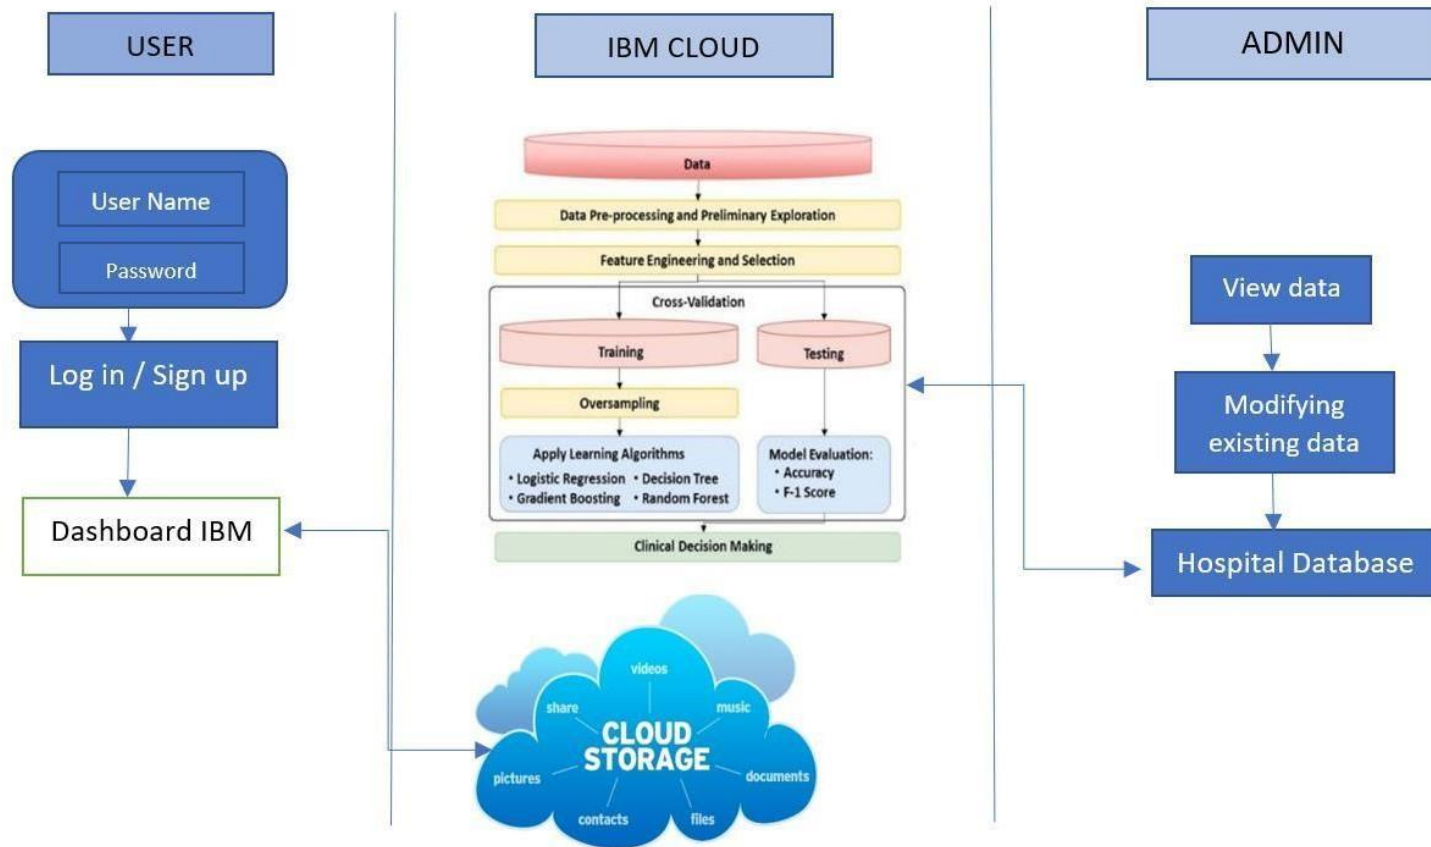 USER
IBM CLOUD
ADMIN
User Name
Password
Log in / Sign up
Dashboard IBM
Data
Data Pre-processing and Preliminary Exploration
Feature Engineering and Selection
Cross-Validation
Training
Testing
Oversampling
Apply Learning Algorithms
• Logistic Regression • Decision Tree
• Gradient Boosting • Random Forest
Model Evaluation:
• Accuracy
• F-1 Score
Clinical Decision Making
videos
share
music
CLOUD
STORAGE
pictures
documents
contacts
files
View data
Modifying
existing data
Hospital Database